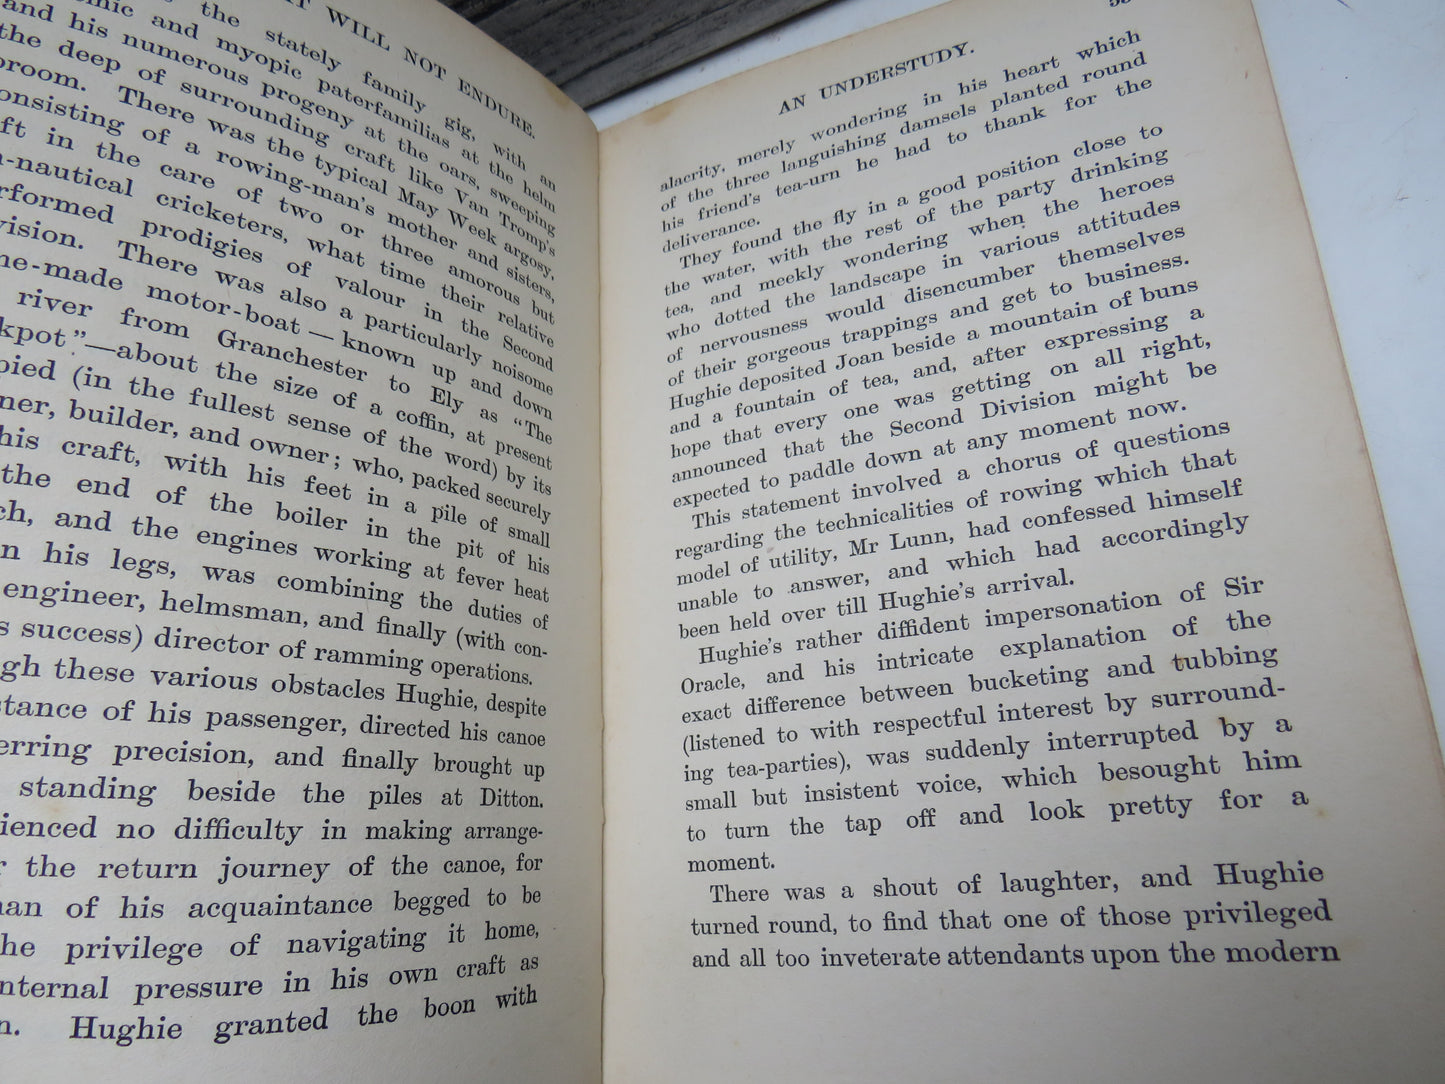 WILL NOT ENDURE.
the stately family gig, with an
and myopic paterfamilias at the helm
and his numerous progeny at the oars, sweeping
the deep of surrounding craft like Van Tromp's
There was the typical May Week argosy,
consisting of a rowing-man's mother and sisters,
in the care of two or three amorous but
nautical cricketers, what time their relative
performed prodigies of valour in the Second
There was also a particularly noisome
made motor-boat—known up and down
river from Granchester to Ely as "The
—about the size of a coffin, at present
(in the fullest sense of the word) by its
builder, and owner; who, packed securely
his craft, with his feet in a pile of small
the end of the boiler in the pit of his
and the engines working at fever heat
his legs, was combining the duties of
engineer, helmsman, and finally (with con-
success) director of ramming operations.
these various obstacles Hughie, despite
of his passenger, directed his canoe
precision, and finally brought up
standing beside the piles at Ditton.
no difficulty in making arrange-
the return journey of the canoe, for
of his acquaintance begged to be
privilege of navigating it home,
pressure in his own craft as
Hughie granted the boon with
AN UNDERSTUDY.
alacrity, merely wondering in his heart which
of the three languishing damsels planted round
his friend's tea-urn he had to thank for the
deliverance.
They found the fly in a good position close to
the water, with the rest of the party drinking
tea, and meekly wondering when the heroes
who dotted the landscape in various attitudes
of nervousness would disencumber themselves
of their gorgeous trappings and get to business.
Hughie deposited Joan beside a mountain of buns
and a fountain of tea, and, after expressing a
hope that every one was getting on all right,
announced that the Second Division might be
expected to paddle down at any moment now.
This statement involved a chorus of questions
regarding the technicalities of rowing which that
model of utility, Mr Lunn, had confessed himself
unable to answer, and which had accordingly
been held over till Hughie's arrival.
Hughie's rather diffident impersonation of Sir
Oracle, and his intricate explanation of the
exact difference between bucketing and tubbing
(listened to with respectful interest by surround-
ing tea-parties), was suddenly interrupted by a
small but insistent voice, which besought him
to turn the tap off and look pretty for a
moment.
There was a shout of laughter, and Hughie
turned round, to find that one of those privileged
and all too inveterate attendants upon the modern